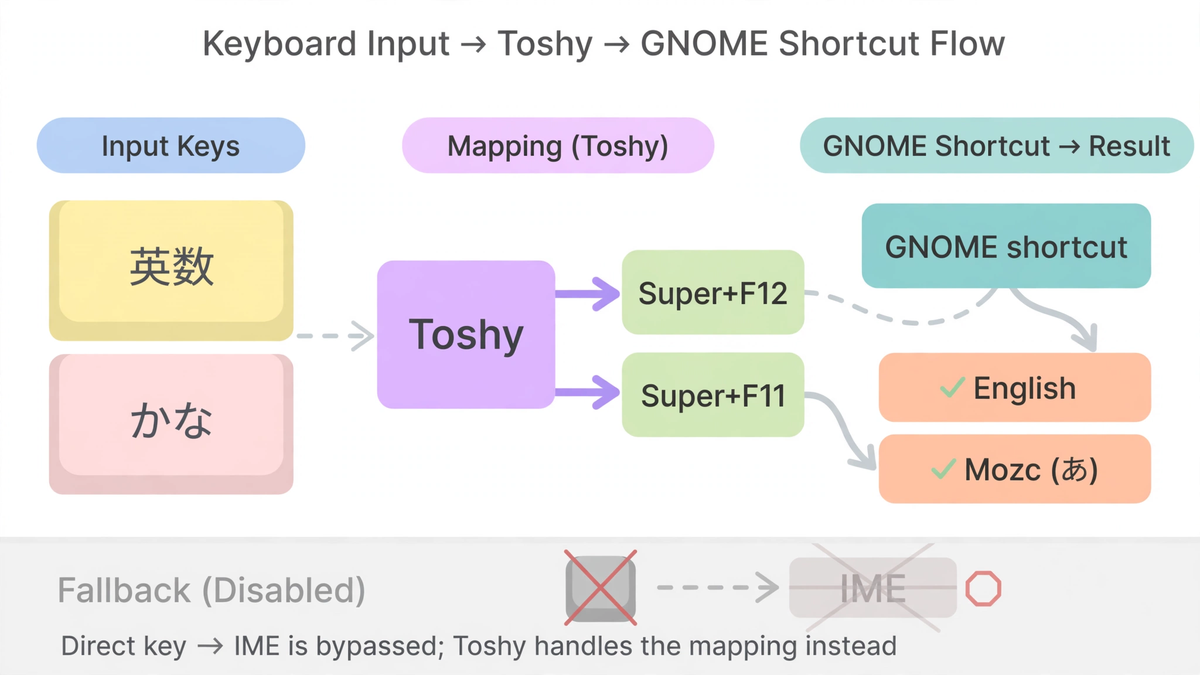 Keyboard Input → Toshy → GNOME Shortcut Flow
Input Keys
Mapping (Toshy)
GNOME Shortcut → Result
英数
かな
Toshy
Super+F12
Super+F11
GNOME shortcut
✓ English
✓ Mozc (あ)
Fallback (Disabled)
IME
Direct key → IME is bypassed; Toshy handles the mapping instead